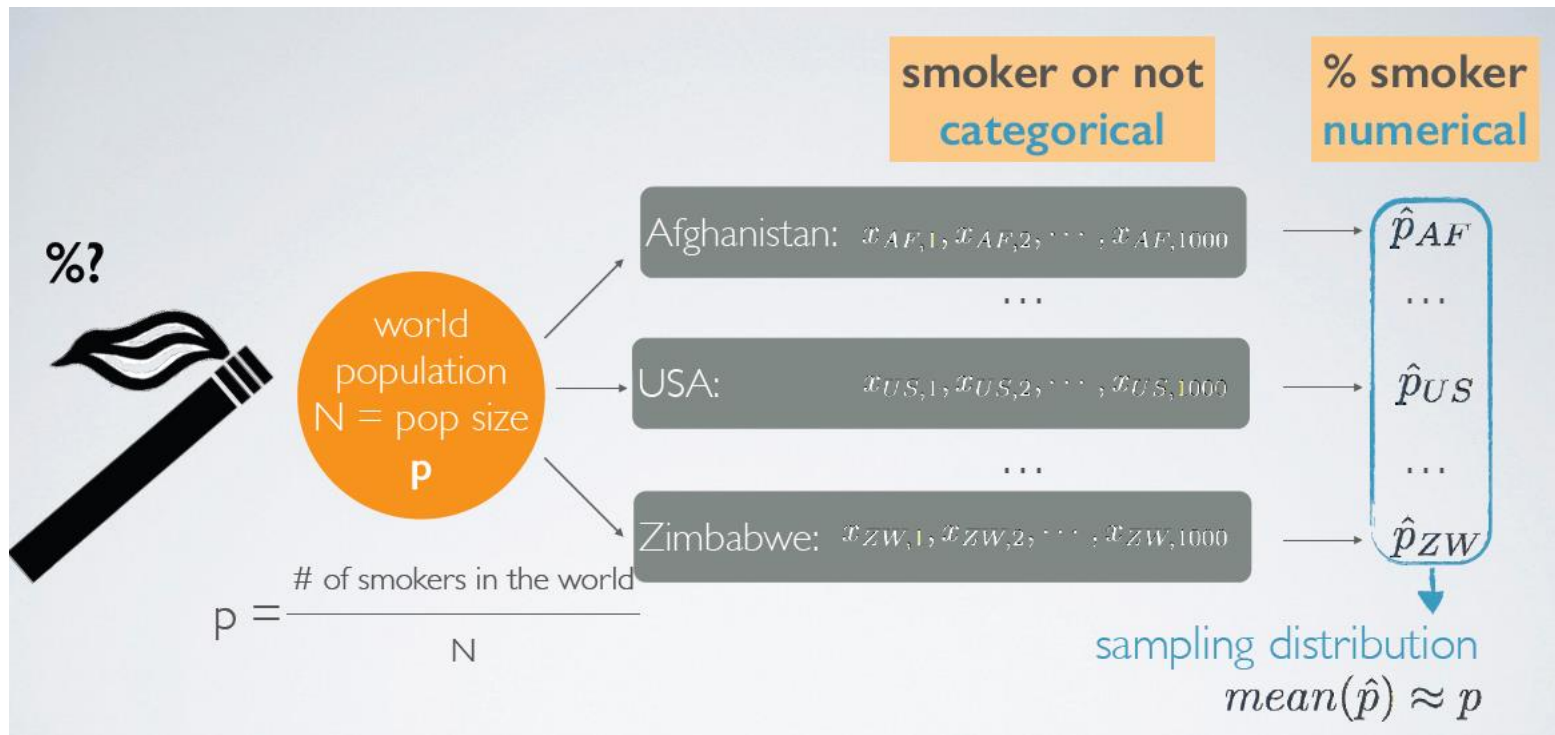 smoker or not
categorical
% smoker
numerical
%?
world
population
N = pop size
p
Afghanistan: x_{AF,1}, x_{AF,2}, ⋯ , x_{AF,1000}
p̂_{AF}
...
...
USA: x_{US,1}, x_{US,2}, ⋯ , x_{US,1000}
p̂_{US}
...
...
Zimbabwe: x_{ZW,1}, x_{ZW,2}, ⋯ , x_{ZW,1000}
p̂_{ZW}
# of smokers in the world
p =
N
sampling distribution
mean(p̂) ≈ p